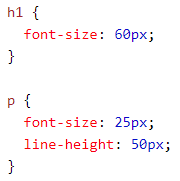 h1 {
  font-size: 60px;
}

p {
  font-size: 25px;
  line-height: 50px;
}